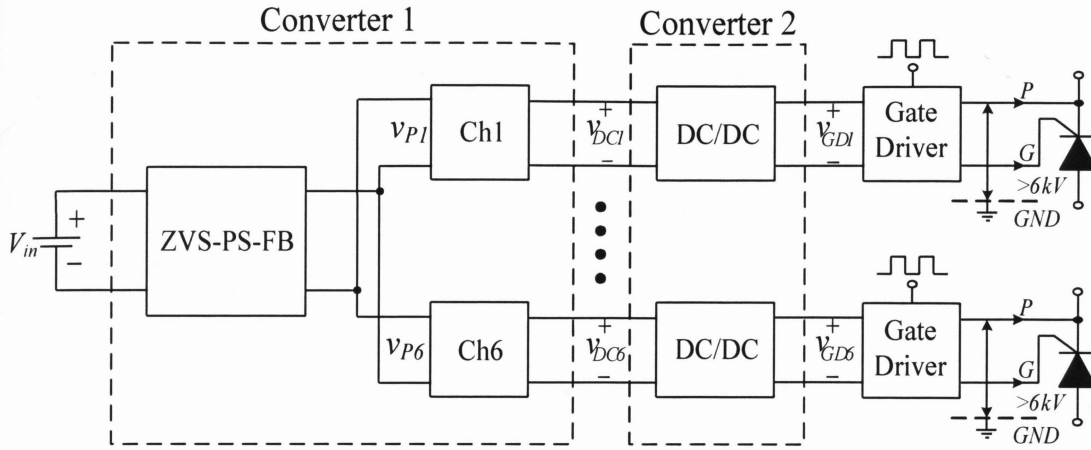 Converter 1
Converter 2
V_in
+
−
ZVS-PS-FB
v_P1
Ch1
+
v_DC1
−
DC/DC
+
v_GD1
−
Gate
Driver
P
G
>6kV
GND
v_P6
Ch6
+
v_DC6
−
DC/DC
+
v_GD6
−
Gate
Driver
P
G
>6kV
GND